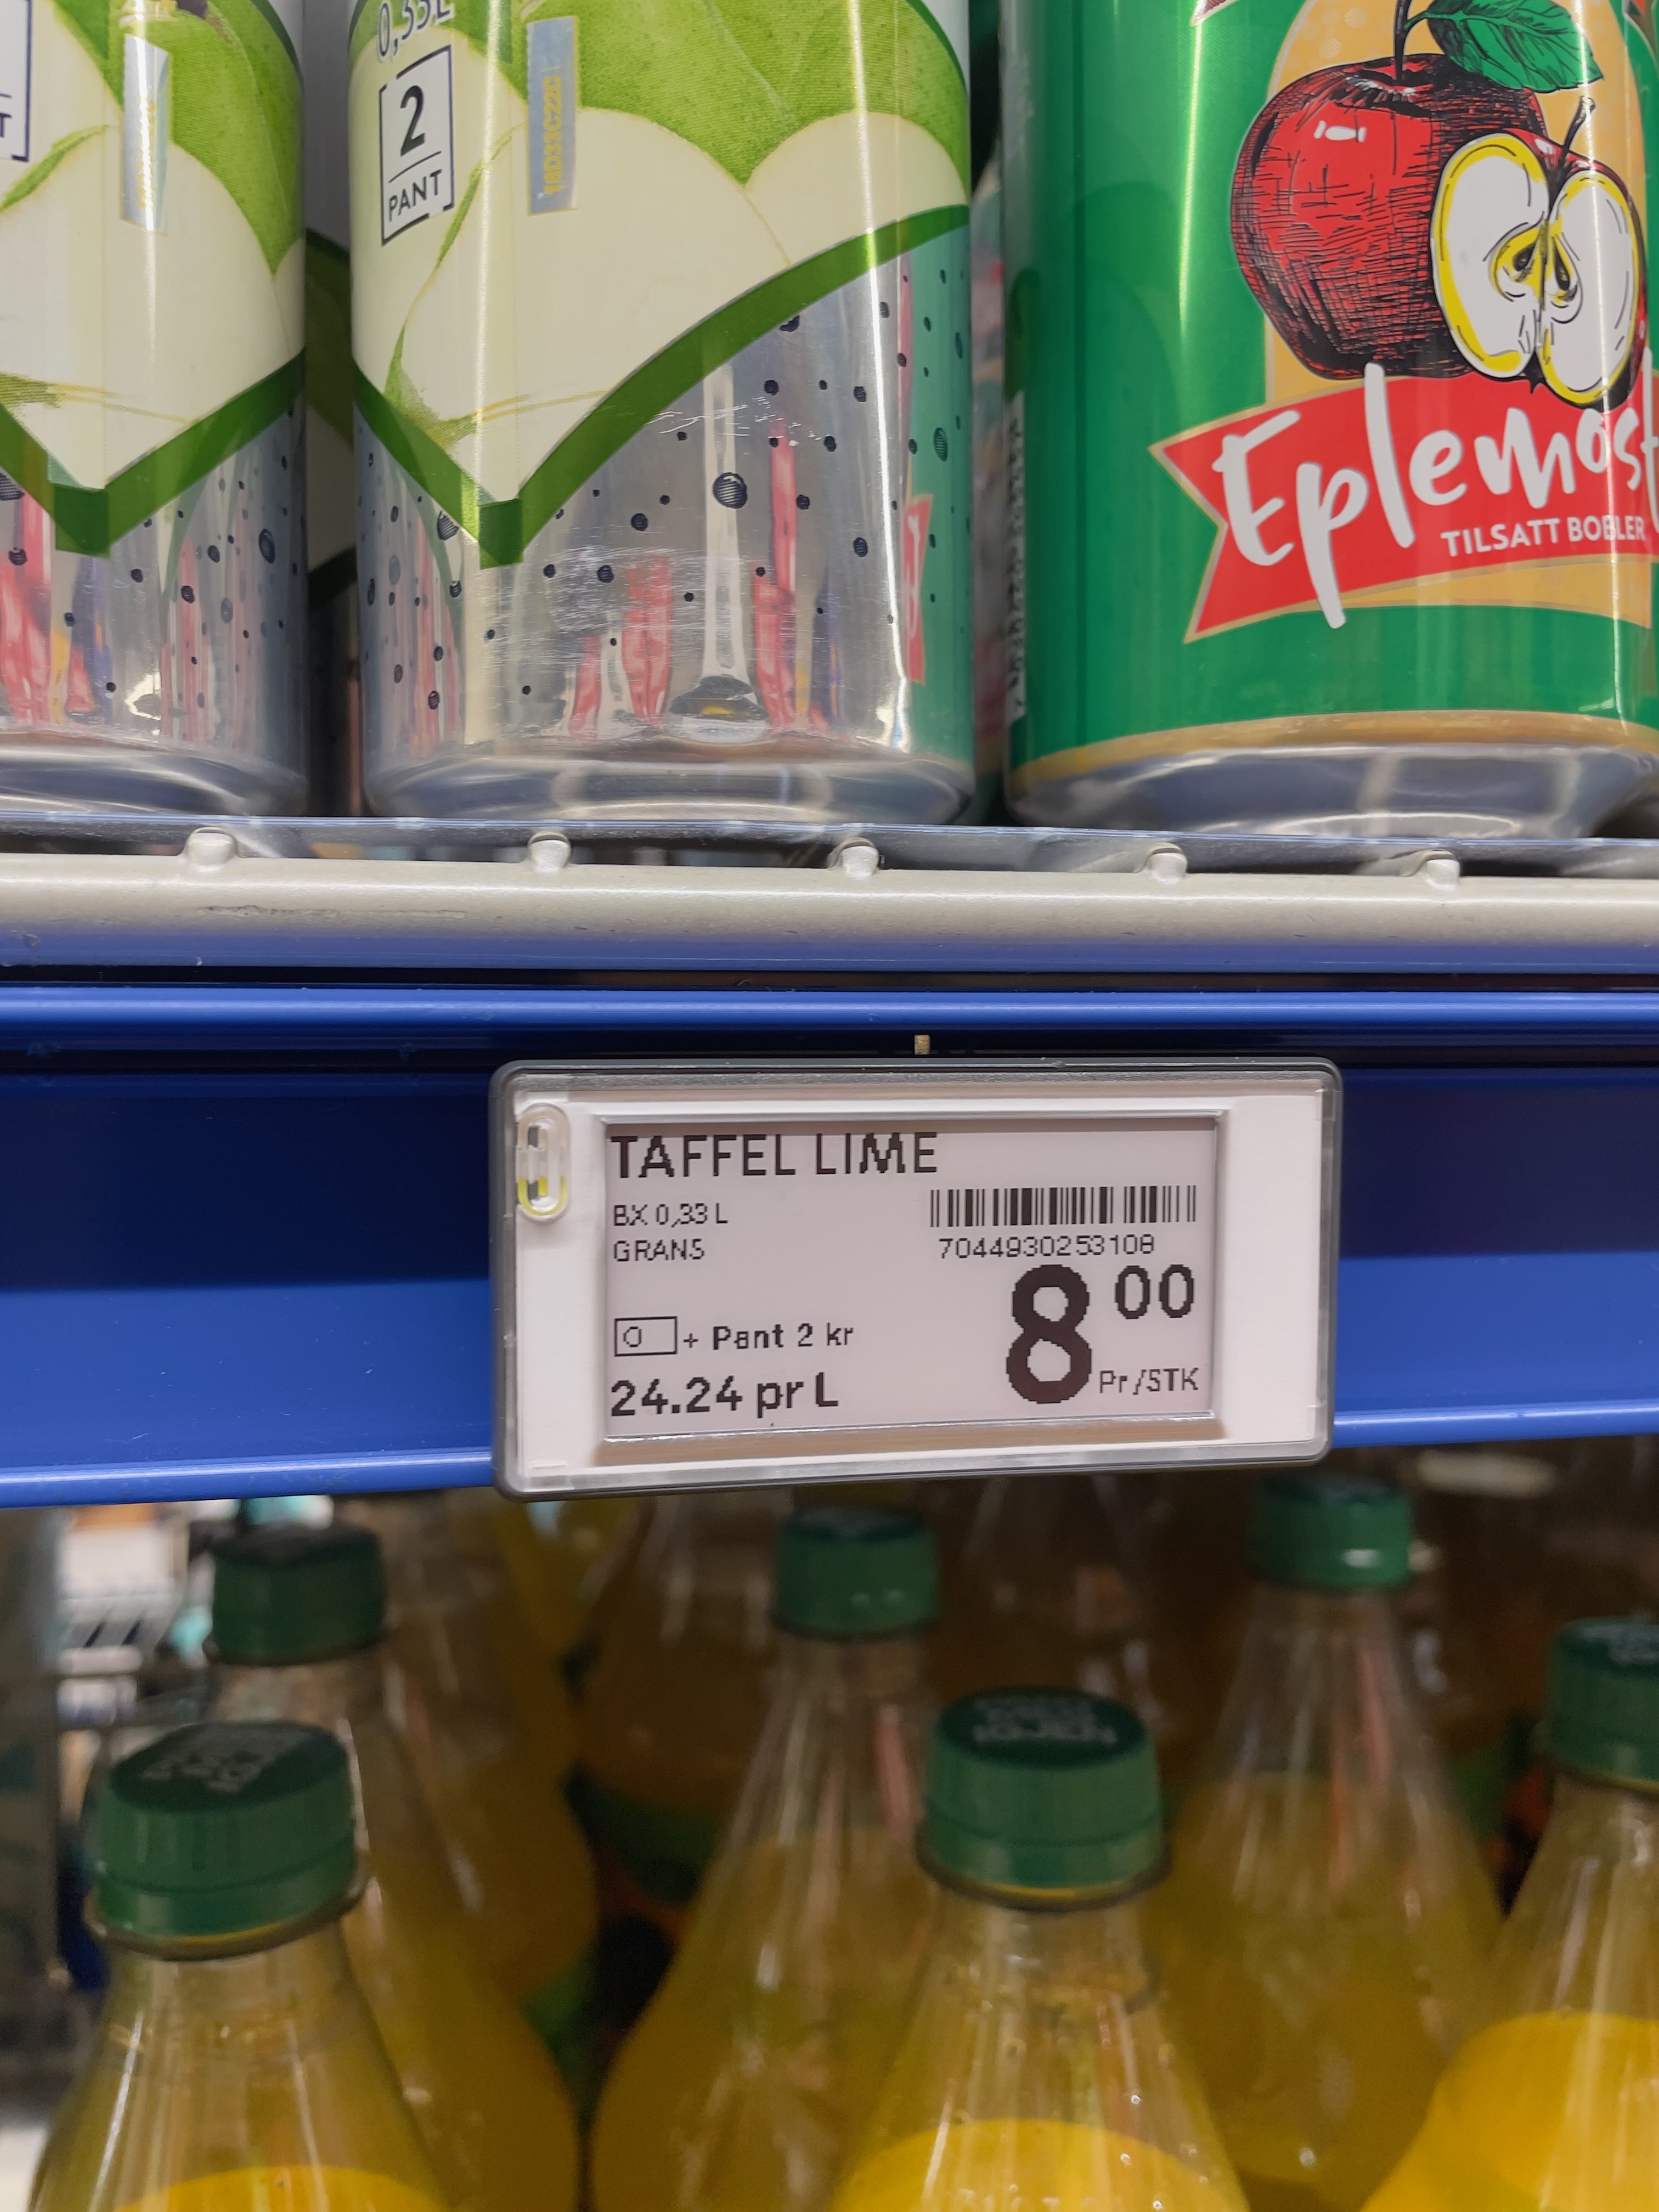 0,33L
2
PANT
T
Eplemost
TILSATT BOBLER
TAFFEL LIME
BX 0,33 L
GRANS
7044930253108
8 00
+ Pant 2 kr
24.24 pr L
Pr/STK